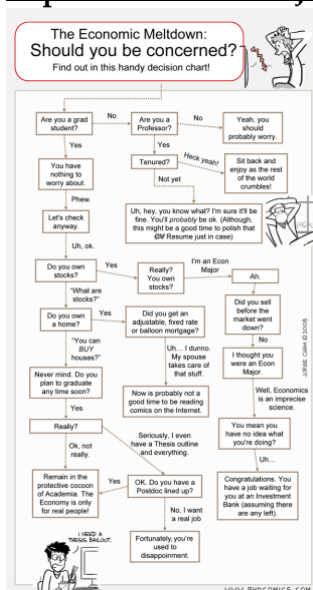 The Economic Meltdown:
Should you be concerned?
Find out in this handy decision chart!
Are you a grad
student?
No
Are you a
Professor?
No
Yeah, you
should
probably worry.
Yes
Yes
You have
nothing to
worry about.
Tenured?
Heck yeah!
Sit back and
enjoy as the rest
of the world
crumbles!
Not yet
Phew.
Let's check
anyway.
Uh, hey, you know what? I'm sure it'll be
fine. You'll probably be ok. (Although,
this might be a good time to polish that
CV Resume just in case)
Uh, ok.
Do you own
stocks?
Yes
Really?
You own
stocks?
I'm an Econ
Major
Ah.
"What are
stocks?"
Do you own
a home?
Yes
Did you get an
adjustable, fixed rate
or balloon mortgage?
Did you sell
before the
market went
down?
"You can
BUY
houses?"
Uh... I dunno.
My spouse
takes care of
that stuff.
No
I thought you
were an Econ
Major.
Never mind. Do you
plan to graduate
any time soon?
Now is probably not a
good time to be reading
comics on the Internet.
Well, Economics
is an imprecise
science.
Yes
Really?
Seriously, I even
have a Thesis outline
and everything.
You mean you
have no idea what
you're doing?
Ok, not
really.
Uh...
Remain in the
protective cocoon
of Academia. The
Economy is only
for real people!
Yes
OK. Do you have a
Postdoc lined up?
Congratulations. You
have a job waiting for
you at an Investment
Bank (assuming there
are any left).
No, I want
a real job
Fortunately, you're
used to
disappointment.
I NEED A
THESIS BAILOUT.
JORGE CHAM © 2008
WWW.PHDCOMICS.COM